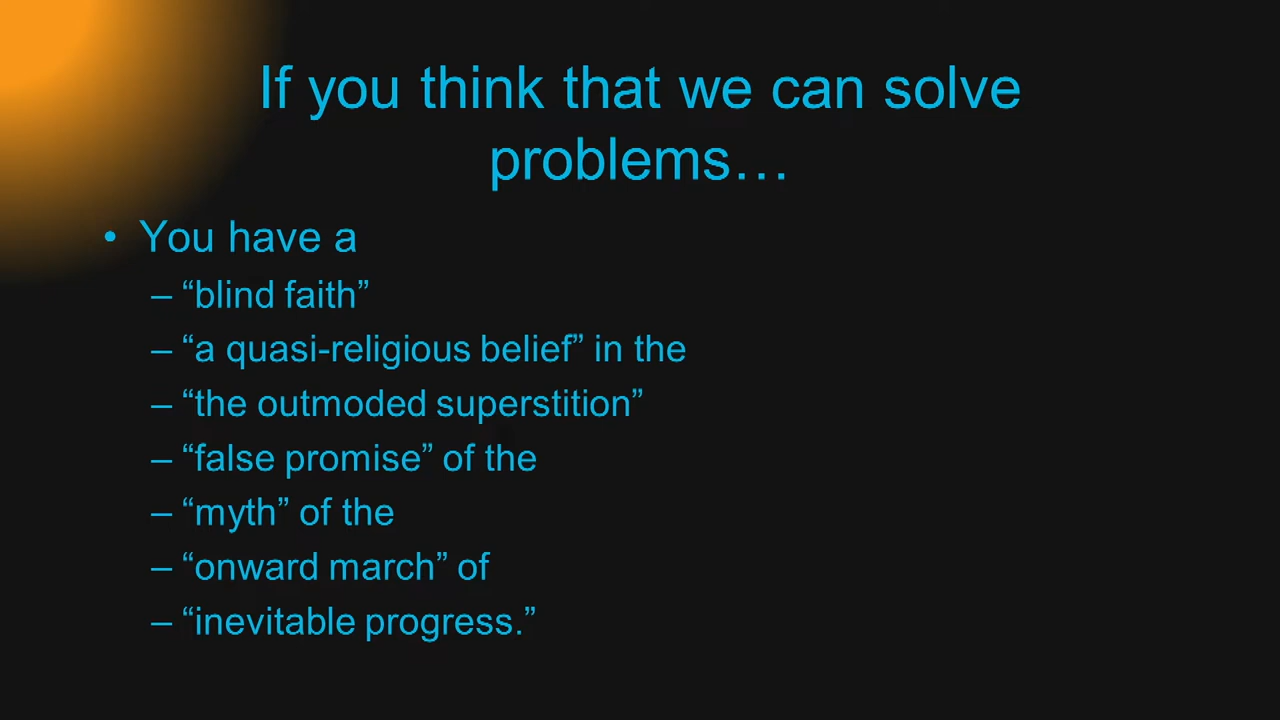 If you think that we can solve
problems…
• You have a
– “blind faith”
– “a quasi-religious belief” in the
– “the outmoded superstition”
– “false promise” of the
– “myth” of the
– “onward march” of
– “inevitable progress.”